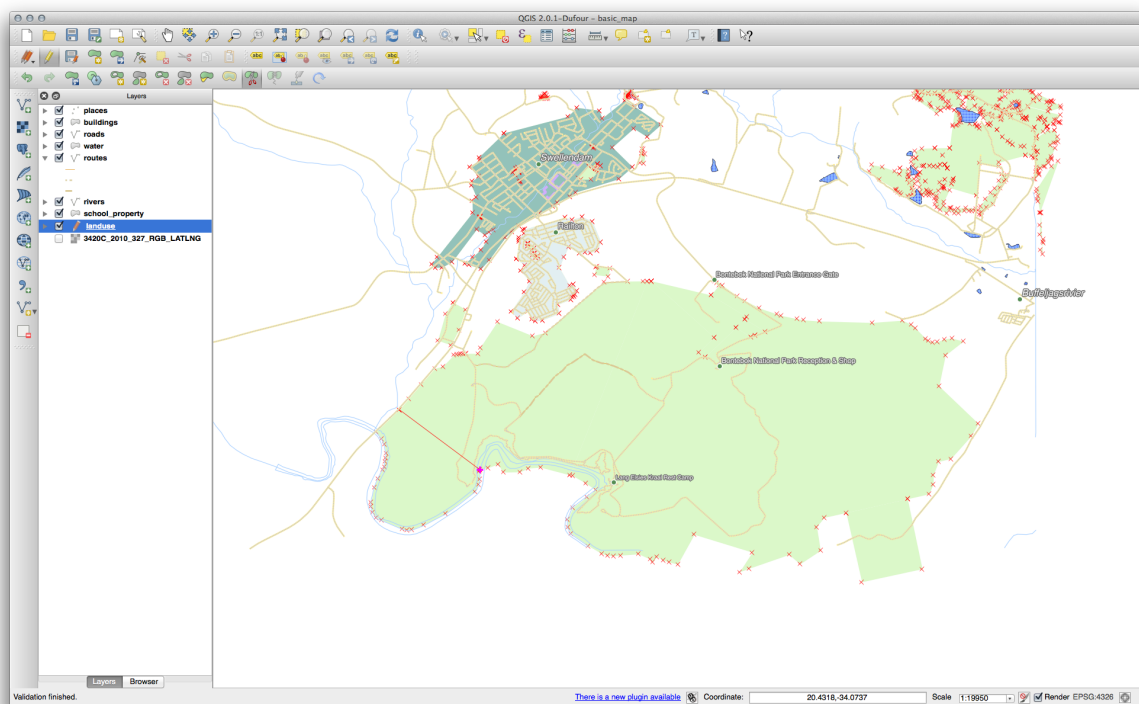 QGIS 2.0.1-Dufour - basic_map
Layers
places
buildings
roads
water
routes
rivers
school_property
landuse
3420C_2010_327_RGB_LATLNG
Swellendam
Railton
Bontebok National Park Entrance Gate
Buffeljagsrivier
Bontebok National Park Reception & Shop
Lang Elsies Kraal Rest Camp
Layers Browser
Validation finished.
There is a new plugin available Coordinate: 20.4318,-34.0737 Scale 1:19950 Render EPSG:4326